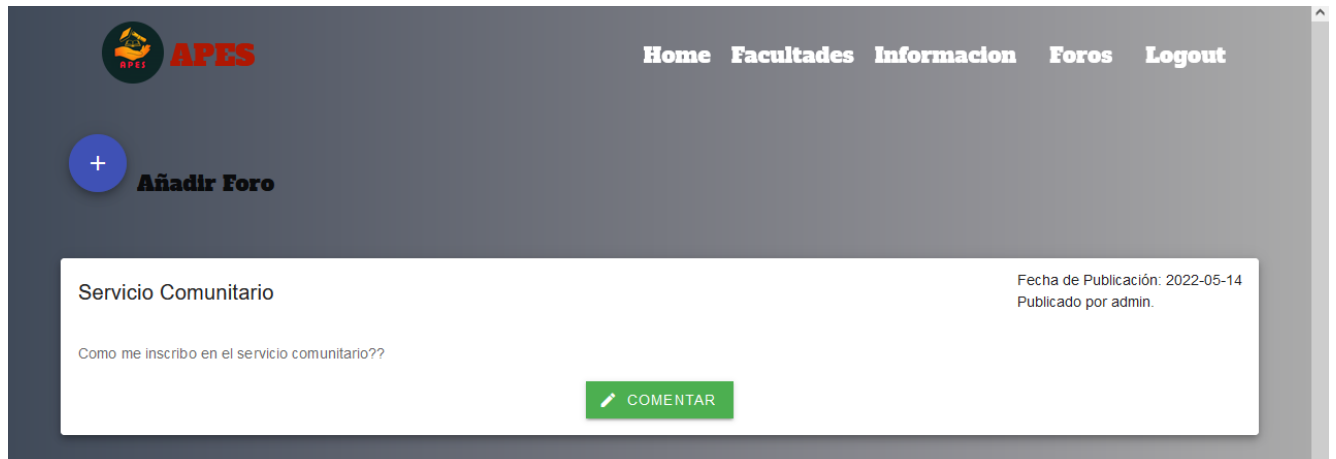 APES
APES
Home Facultades Informacion Foros Logout
+
Añadir Foro
Servicio Comunitario
Fecha de Publicación: 2022-05-14
Publicado por admin.
Como me inscribo en el servicio comunitario??
COMENTAR